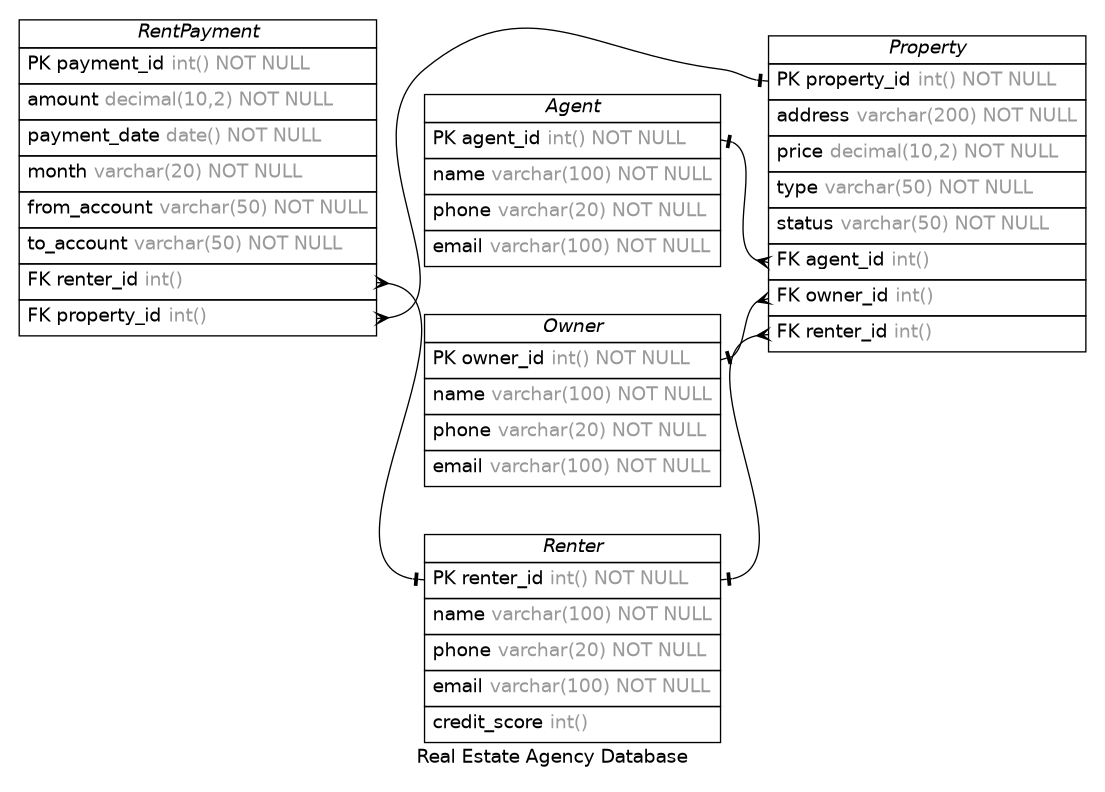 RentPayment
PK payment_id int() NOT NULL
amount decimal(10,2) NOT NULL
payment_date date() NOT NULL
month varchar(20) NOT NULL
from_account varchar(50) NOT NULL
to_account varchar(50) NOT NULL
FK renter_id int()
FK property_id int()
Agent
PK agent_id int() NOT NULL
name varchar(100) NOT NULL
phone varchar(20) NOT NULL
email varchar(100) NOT NULL
Owner
PK owner_id int() NOT NULL
name varchar(100) NOT NULL
phone varchar(20) NOT NULL
email varchar(100) NOT NULL
Renter
PK renter_id int() NOT NULL
name varchar(100) NOT NULL
phone varchar(20) NOT NULL
email varchar(100) NOT NULL
credit_score int()
Property
PK property_id int() NOT NULL
address varchar(200) NOT NULL
price decimal(10,2) NOT NULL
type varchar(50) NOT NULL
status varchar(50) NOT NULL
FK agent_id int()
FK owner_id int()
FK renter_id int()
Real Estate Agency Database